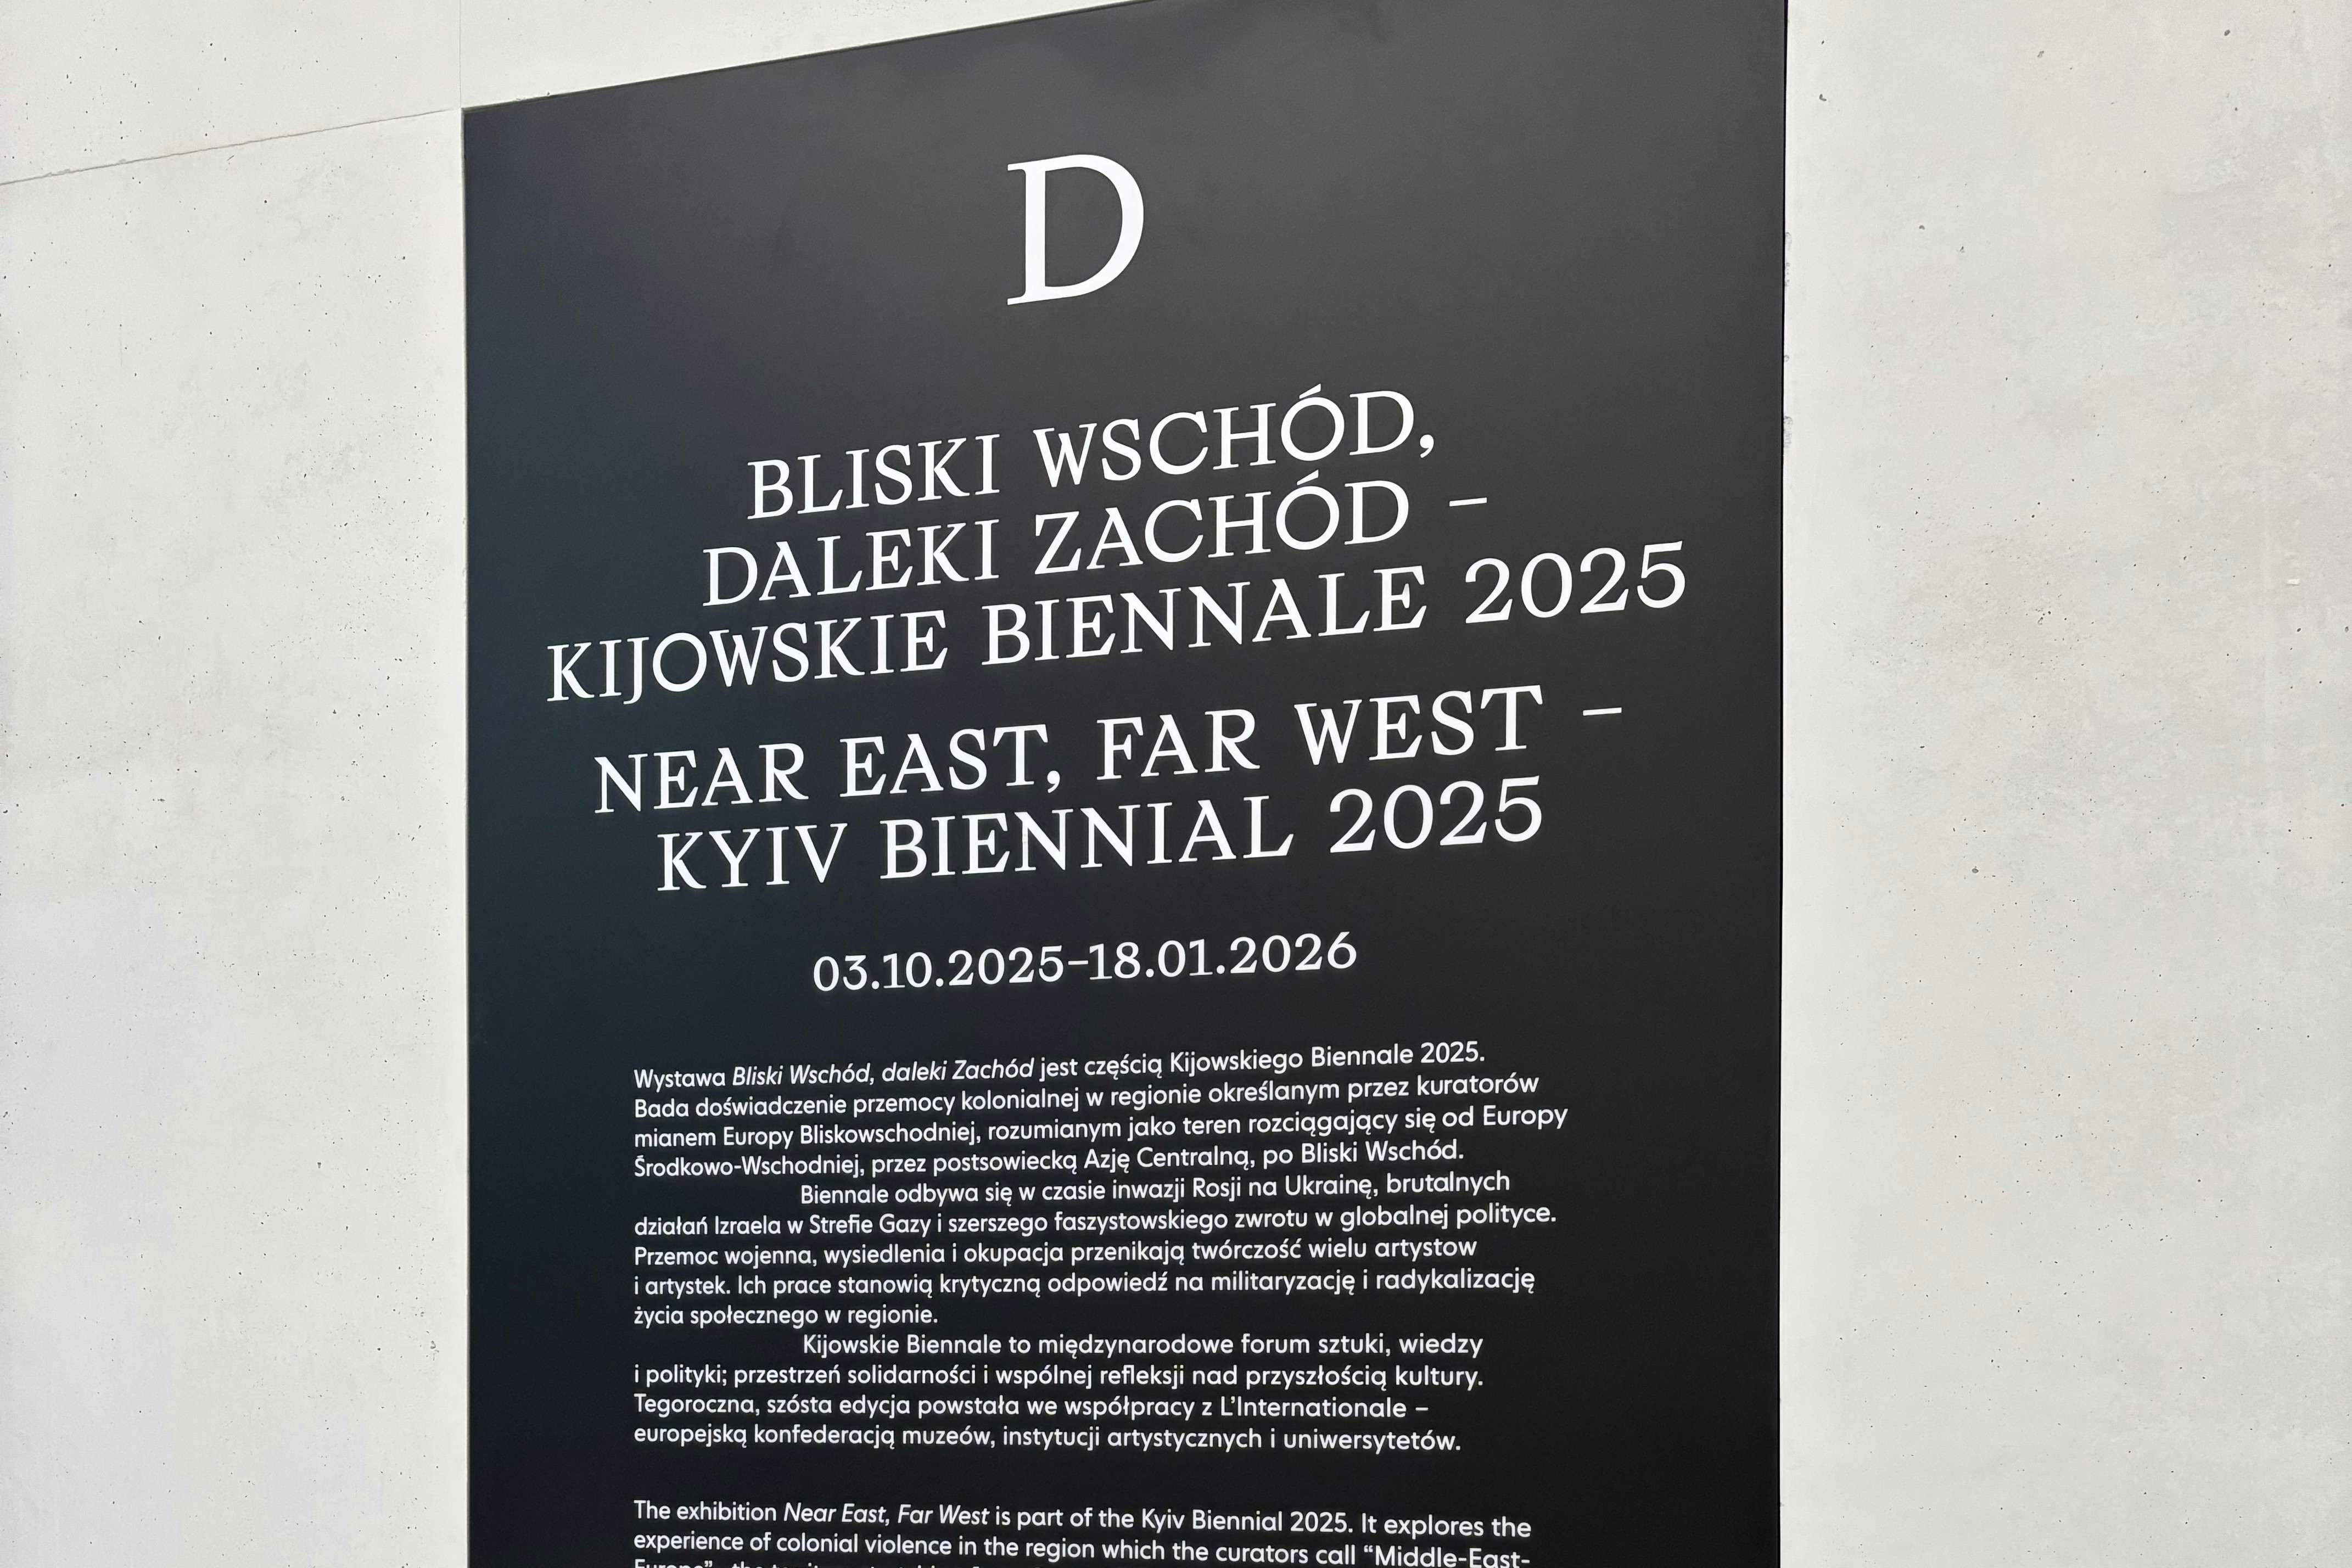 D
BLISKI WSCHÓD,
DALEKI ZACHÓD –
KIJOWSKIE BIENNALE 2025
NEAR EAST, FAR WEST –
KYIV BIENNIAL 2025
03.10.2025–18.01.2026
Wystawa Bliski Wschód, daleki Zachód jest częścią Kijowskiego Biennale 2025.
Bada doświadczenie przemocy kolonialnej w regionie określanym przez kuratorów
mianem Europy Bliskowschodniej, rozumianym jako teren rozciągający się od Europy
Środkowo-Wschodniej, przez postsowiecką Azję Centralną, po Bliski Wschód.
Biennale odbywa się w czasie inwazji Rosji na Ukrainę, brutalnych
działań Izraela w Strefie Gazy i szerszego faszystowskiego zwrotu w globalnej polityce.
Przemoc wojenna, wysiedlenia i okupacja przenikają twórczość wielu artystow
i artystek. Ich prace stanowią krytyczną odpowiedź na militaryzację i radykalizację
życia społecznego w regionie.
Kijowskie Biennale to międzynarodowe forum sztuki, wiedzy
i polityki; przestrzeń solidarności i wspólnej refleksji nad przyszłością kultury.
Tegoroczna, szósta edycja powstała we współpracy z L’Internationale –
europejską konfederacją muzeów, instytucji artystycznych i uniwersytetów.
The exhibition Near East, Far West is part of the Kyiv Biennial 2025. It explores the
experience of colonial violence in the region which the curators call “Middle-East-